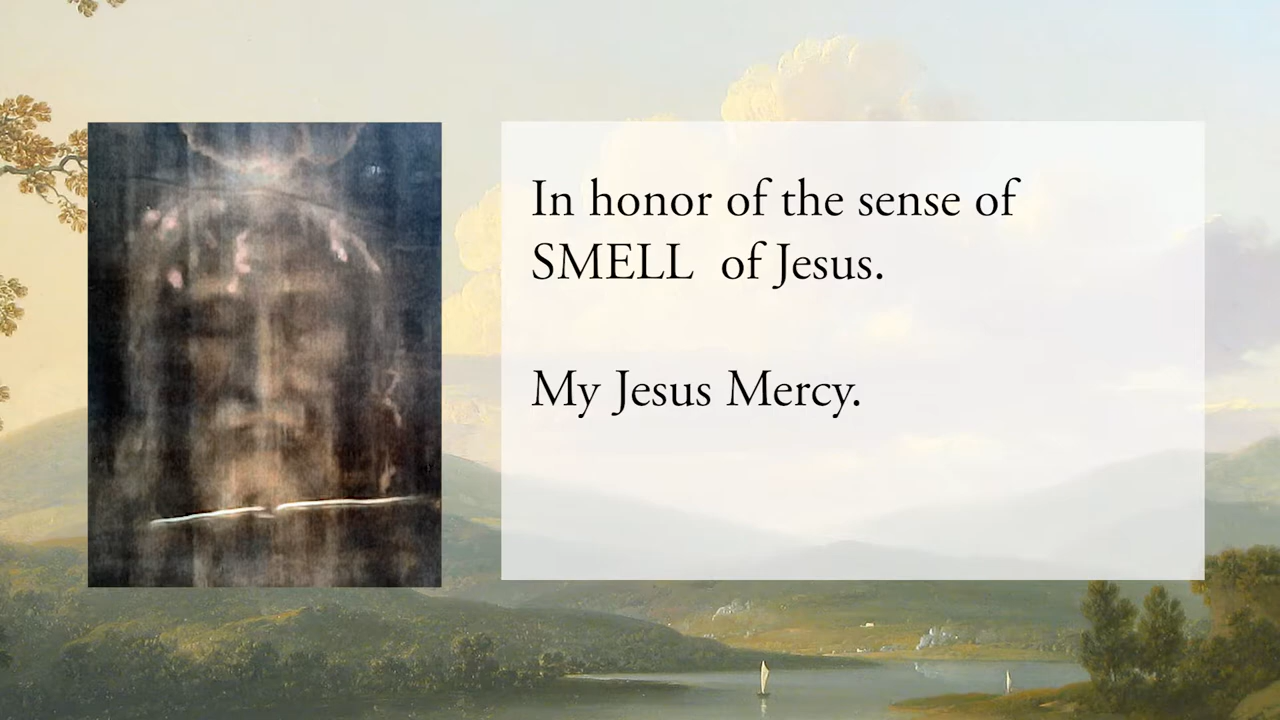 In honor of the sense of
SMELL  of Jesus.
My Jesus Mercy.